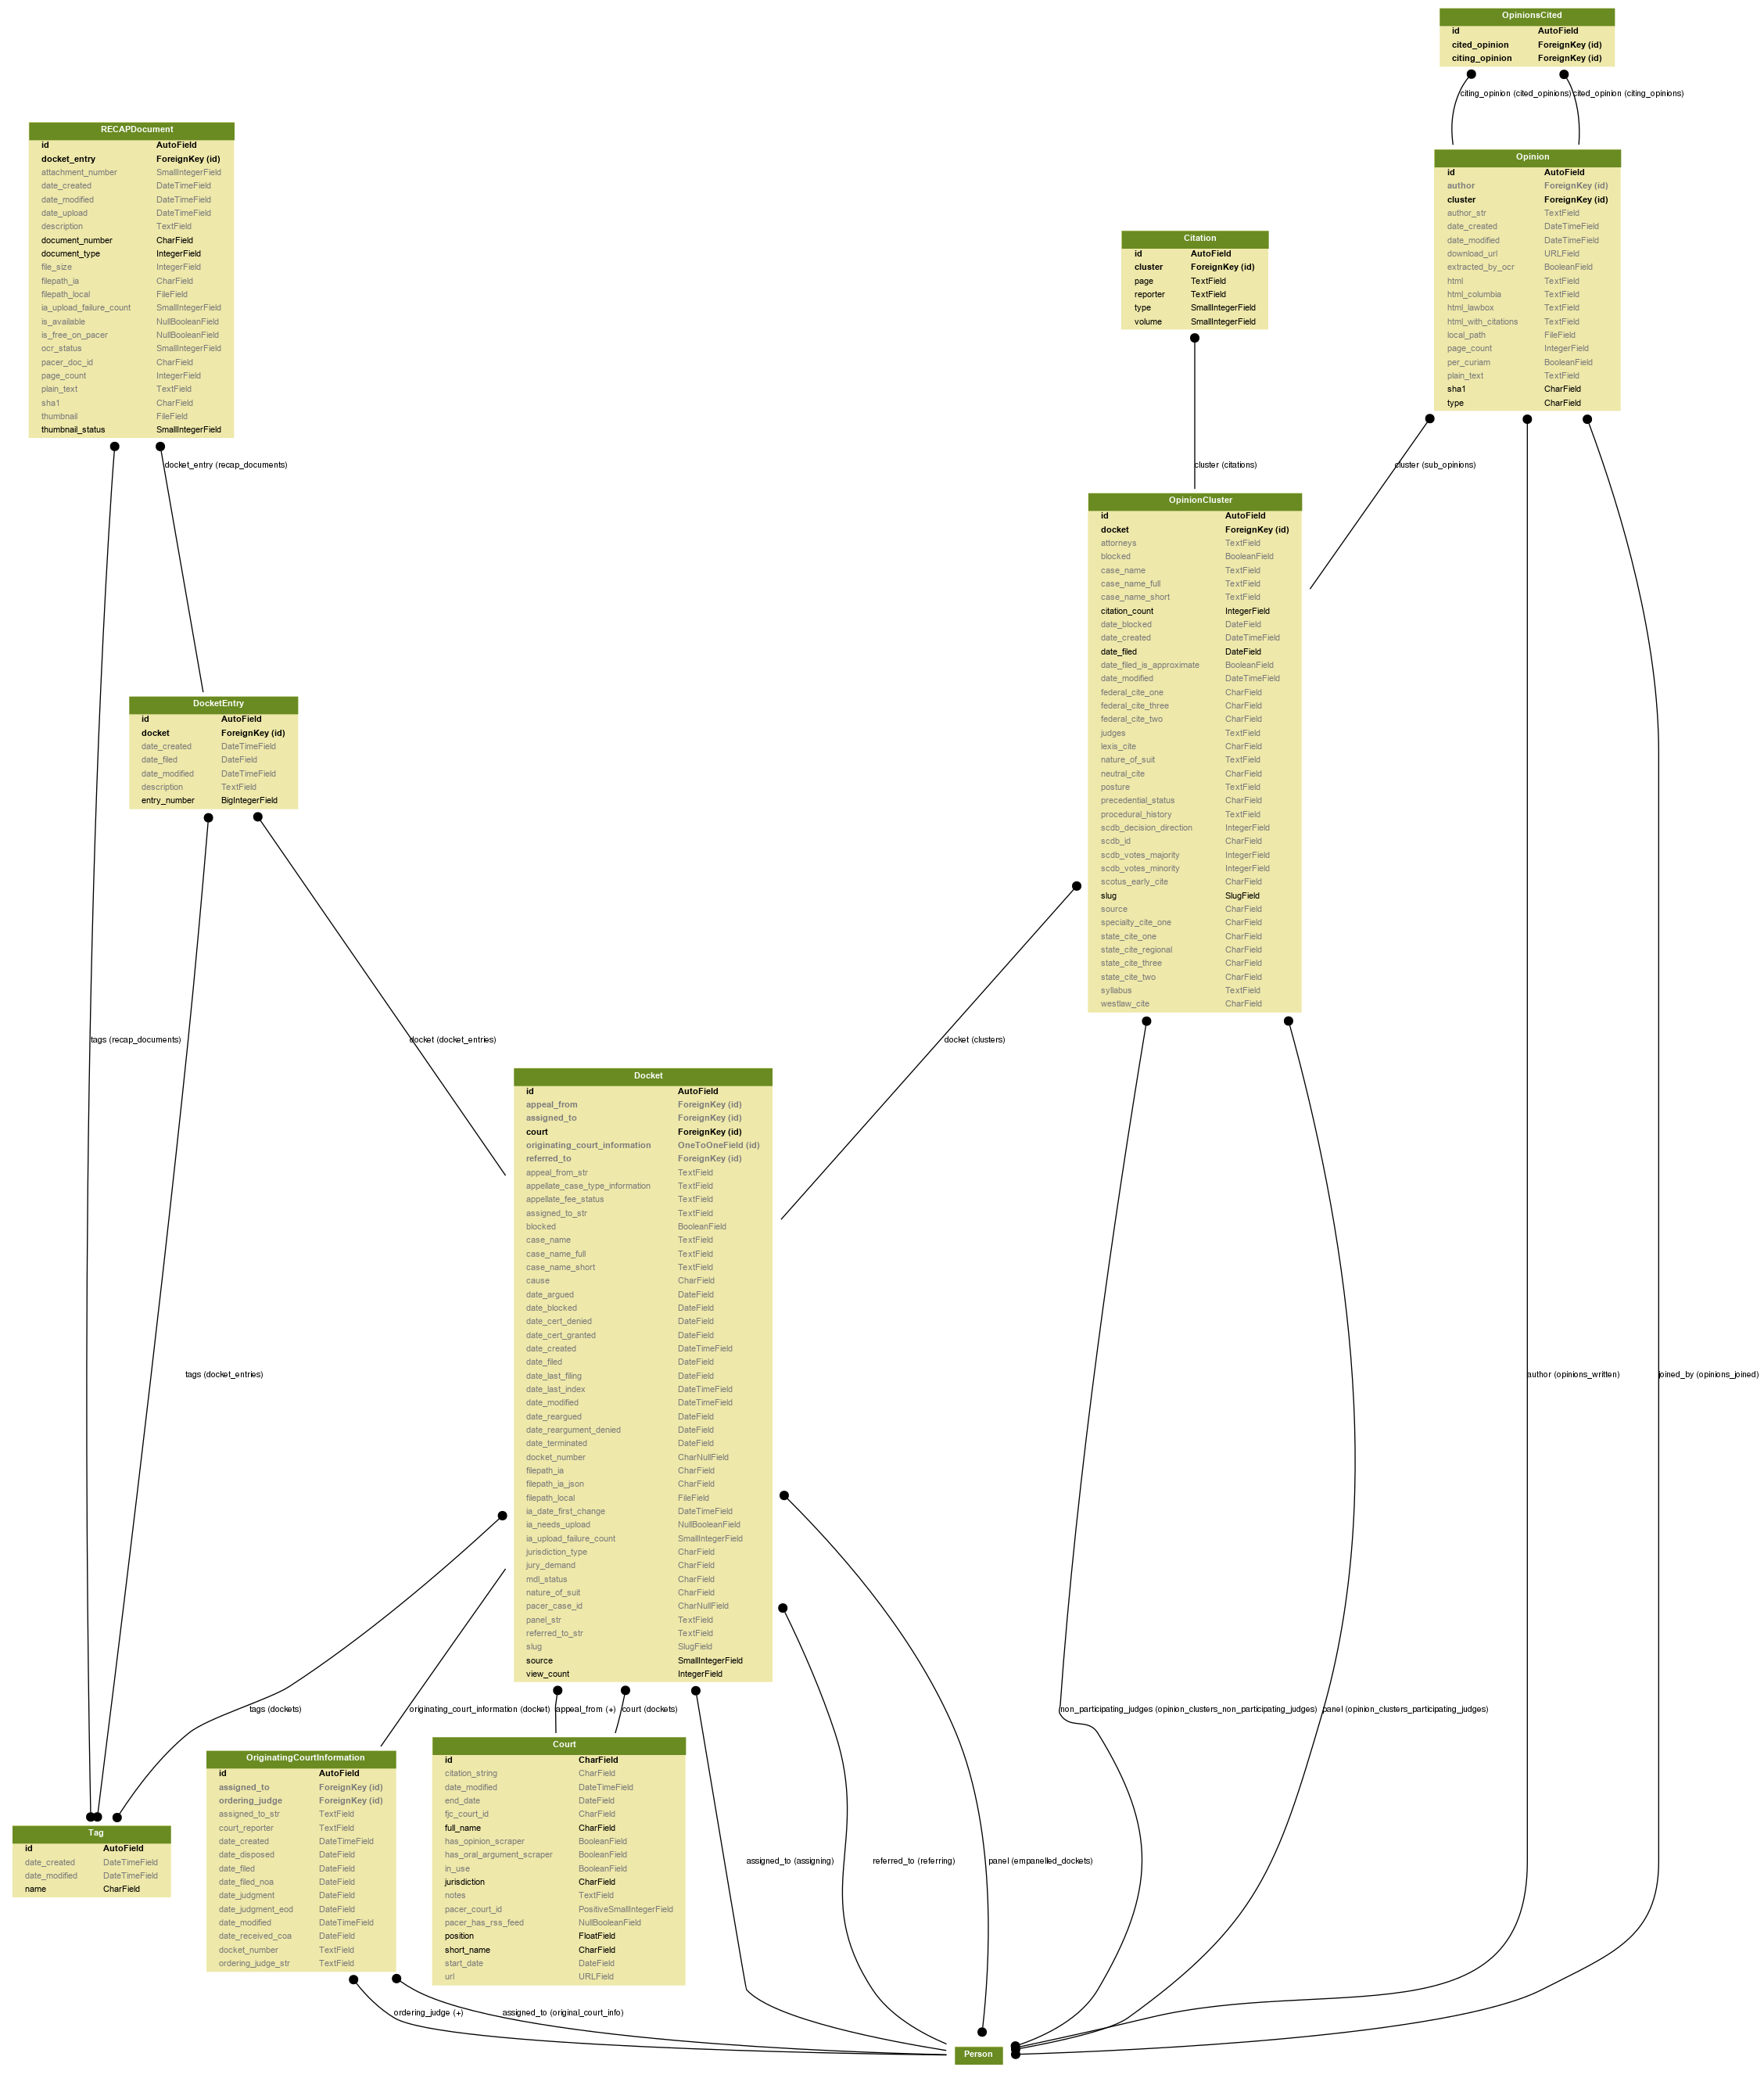 OpinionsCited
id AutoField
cited_opinion ForeignKey (id)
citing_opinion ForeignKey (id)
citing_opinion (cited_opinions) cited_opinion (citing_opinions)
RECAPDocument
id AutoField
docket_entry ForeignKey (id)
attachment_number SmallIntegerField
date_created DateTimeField
date_modified DateTimeField
date_upload DateTimeField
description TextField
document_number CharField
document_type IntegerField
file_size IntegerField
filepath_ia CharField
filepath_local FileField
ia_upload_failure_count SmallIntegerField
is_available NullBooleanField
is_free_on_pacer NullBooleanField
ocr_status SmallIntegerField
pacer_doc_id CharField
page_count IntegerField
plain_text TextField
sha1 CharField
thumbnail FileField
thumbnail_status SmallIntegerField
Opinion
id AutoField
author ForeignKey (id)
cluster ForeignKey (id)
author_str TextField
date_created DateTimeField
date_modified DateTimeField
download_url URLField
extracted_by_ocr BooleanField
html TextField
html_columbia TextField
html_lawbox TextField
html_with_citations TextField
local_path FileField
page_count IntegerField
per_curiam BooleanField
plain_text TextField
sha1 CharField
type CharField
Citation
id AutoField
cluster ForeignKey (id)
page TextField
reporter TextField
type SmallIntegerField
volume SmallIntegerField
docket_entry (recap_documents)
cluster (citations)
cluster (sub_opinions)
OpinionCluster
id AutoField
docket ForeignKey (id)
attorneys TextField
blocked BooleanField
case_name TextField
case_name_full TextField
case_name_short TextField
citation_count IntegerField
date_blocked DateField
date_created DateTimeField
date_filed DateField
date_filed_is_approximate BooleanField
date_modified DateTimeField
federal_cite_one CharField
federal_cite_three CharField
federal_cite_two CharField
judges TextField
lexis_cite CharField
nature_of_suit TextField
neutral_cite CharField
posture TextField
precedential_status CharField
procedural_history TextField
scdb_decision_direction IntegerField
scdb_id CharField
scdb_votes_majority IntegerField
scdb_votes_minority IntegerField
scotus_early_cite CharField
slug SlugField
source CharField
specialty_cite_one CharField
state_cite_one CharField
state_cite_regional CharField
state_cite_three CharField
state_cite_two CharField
syllabus TextField
westlaw_cite CharField
DocketEntry
id AutoField
docket ForeignKey (id)
date_created DateTimeField
date_filed DateField
date_modified DateTimeField
description TextField
entry_number BigIntegerField
tags (recap_documents)
docket (docket_entries)
docket (clusters)
Docket
id AutoField
appeal_from ForeignKey (id)
assigned_to ForeignKey (id)
court ForeignKey (id)
originating_court_information OneToOneField (id)
referred_to ForeignKey (id)
appeal_from_str TextField
appellate_case_type_information TextField
appellate_fee_status TextField
assigned_to_str TextField
blocked BooleanField
case_name TextField
case_name_full TextField
case_name_short TextField
cause CharField
date_argued DateField
date_blocked DateField
date_cert_denied DateField
date_cert_granted DateField
date_created DateTimeField
date_filed DateField
date_last_filing DateField
date_last_index DateTimeField
date_modified DateTimeField
date_reargued DateField
date_reargument_denied DateField
date_terminated DateField
docket_number CharNullField
filepath_ia CharField
filepath_ia_json CharField
filepath_local FileField
ia_date_first_change DateTimeField
ia_needs_upload NullBooleanField
ia_upload_failure_count SmallIntegerField
jurisdiction_type CharField
jury_demand CharField
mdl_status CharField
nature_of_suit CharField
pacer_case_id CharNullField
panel_str TextField
referred_to_str TextField
slug SlugField
source SmallIntegerField
view_count IntegerField
tags (docket_entries)
author (opinions_written)
joined_by (opinions_joined)
tags (dockets)
originating_court_information (docket)
appeal_from (+)
court (dockets)
non_participating_judges (opinion_clusters_non_participating_judges)
panel (opinion_clusters_participating_judges)
OriginatingCourtInformation
id AutoField
assigned_to ForeignKey (id)
ordering_judge ForeignKey (id)
assigned_to_str TextField
court_reporter TextField
date_created DateTimeField
date_disposed DateField
date_filed DateField
date_filed_noa DateField
date_judgment DateField
date_judgment_eod DateField
date_modified DateTimeField
date_received_coa DateField
docket_number TextField
ordering_judge_str TextField
Court
id CharField
citation_string CharField
date_modified DateTimeField
end_date DateField
fjc_court_id CharField
full_name CharField
has_opinion_scraper BooleanField
has_oral_argument_scraper BooleanField
in_use BooleanField
jurisdiction CharField
notes TextField
pacer_court_id PositiveSmallIntegerField
pacer_has_rss_feed NullBooleanField
position FloatField
short_name CharField
start_date DateField
url URLField
Tag
id AutoField
date_created DateTimeField
date_modified DateTimeField
name CharField
assigned_to (assigning)
referred_to (referring)
panel (empanelled_dockets)
ordering_judge (+)
assigned_to (original_court_info)
Person